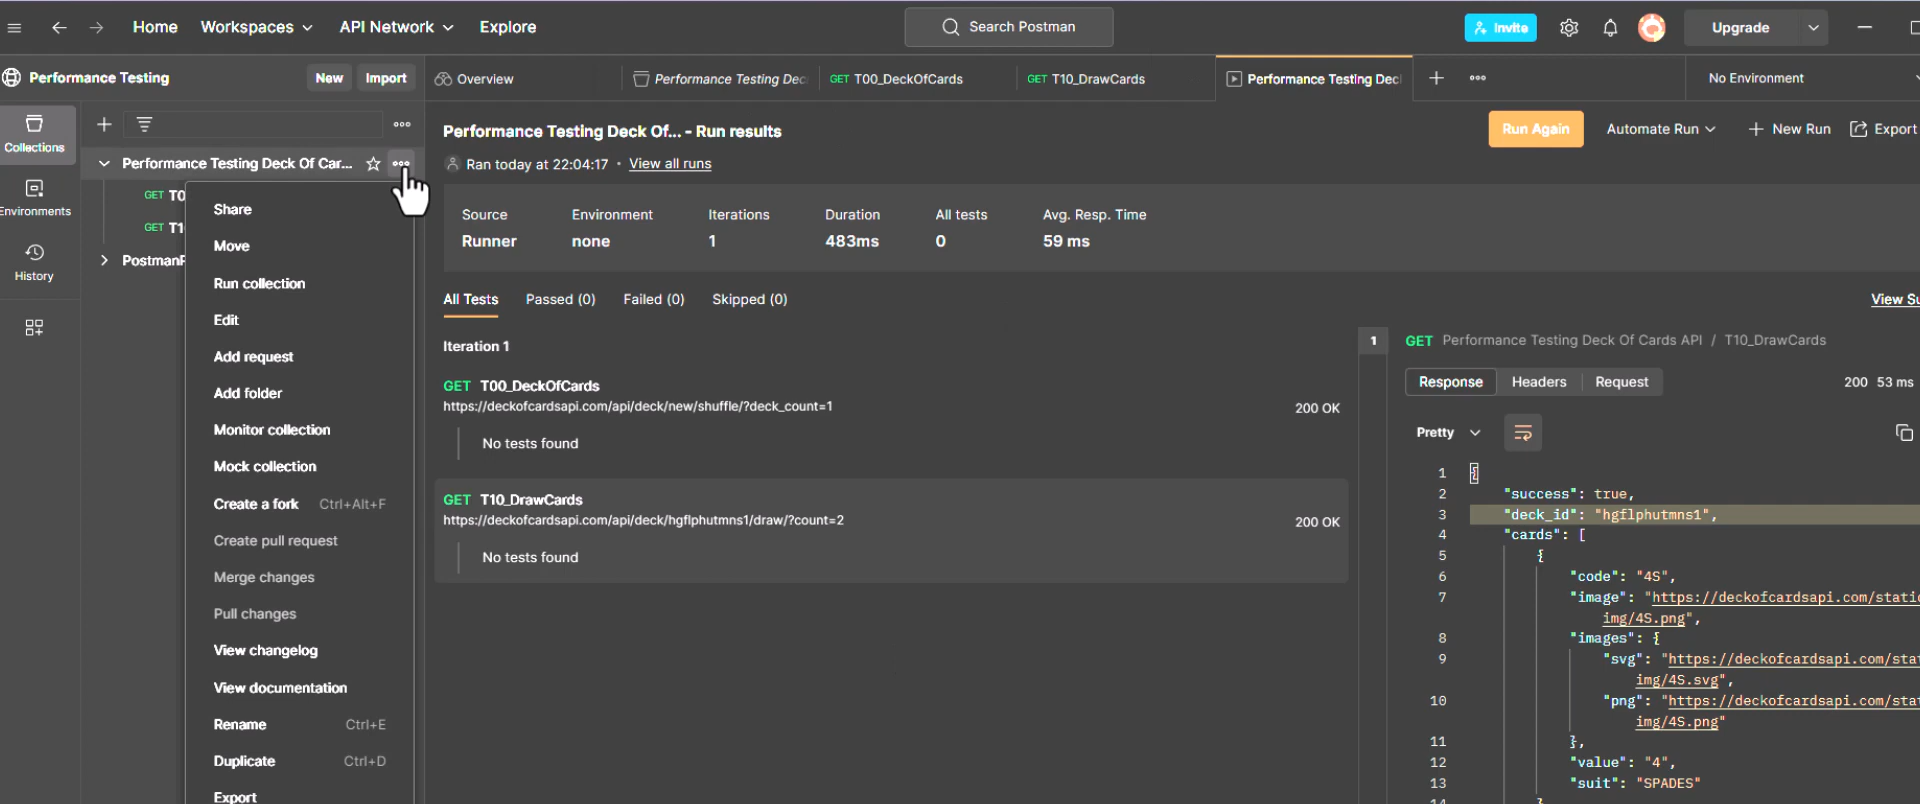 Home
Workspaces
API Network
Explore
Search Postman
Invite
Upgrade
Performance Testing
New
Import
Overview
Performance Testing Dec
GET T00_DeckOfCards
GET T10_DrawCards
Performance Testing Dec
No Environment
Collections
Environments
History
Performance Testing Deck Of Car...
GET T0
GET T1
PostmanF
Share
Move
Run collection
Edit
Add request
Add folder
Monitor collection
Mock collection
Create a fork Ctrl+Alt+F
Create pull request
Merge changes
Pull changes
View changelog
View documentation
Rename Ctrl+E
Duplicate Ctrl+D
Export
Performance Testing Deck Of... - Run results
Run Again
Automate Run
New Run
Export
Ran today at 22:04:17 · View all runs
Source Environment Iterations Duration All tests Avg. Resp. Time
Runner none 1 483ms 0 59 ms
All Tests Passed (0) Failed (0) Skipped (0)
View Su
Iteration 1
GET T00_DeckOfCards
https://deckofcardsapi.com/api/deck/new/shuffle/?deck_count=1
200 OK
No tests found
GET T10_DrawCards
https://deckofcardsapi.com/api/deck/hgflphutmns1/draw/?count=2
200 OK
No tests found
1
GET Performance Testing Deck Of Cards API / T10_DrawCards
Response Headers Request
200 53 ms
Pretty
1 {
2 "success": true,
3 "deck_id": "hgflphutmns1",
4 "cards": [
5 {
6 "code": "4S",
7 "image": "https://deckofcardsapi.com/static
img/4S.png",
8 "images": {
9 "svg": "https://deckofcardsapi.com/stat
img/4S.svg",
10 "png": "https://deckofcardsapi.com/stat
img/4S.png"
11 },
12 "value": "4",
13 "suit": "SPADES"
14 }